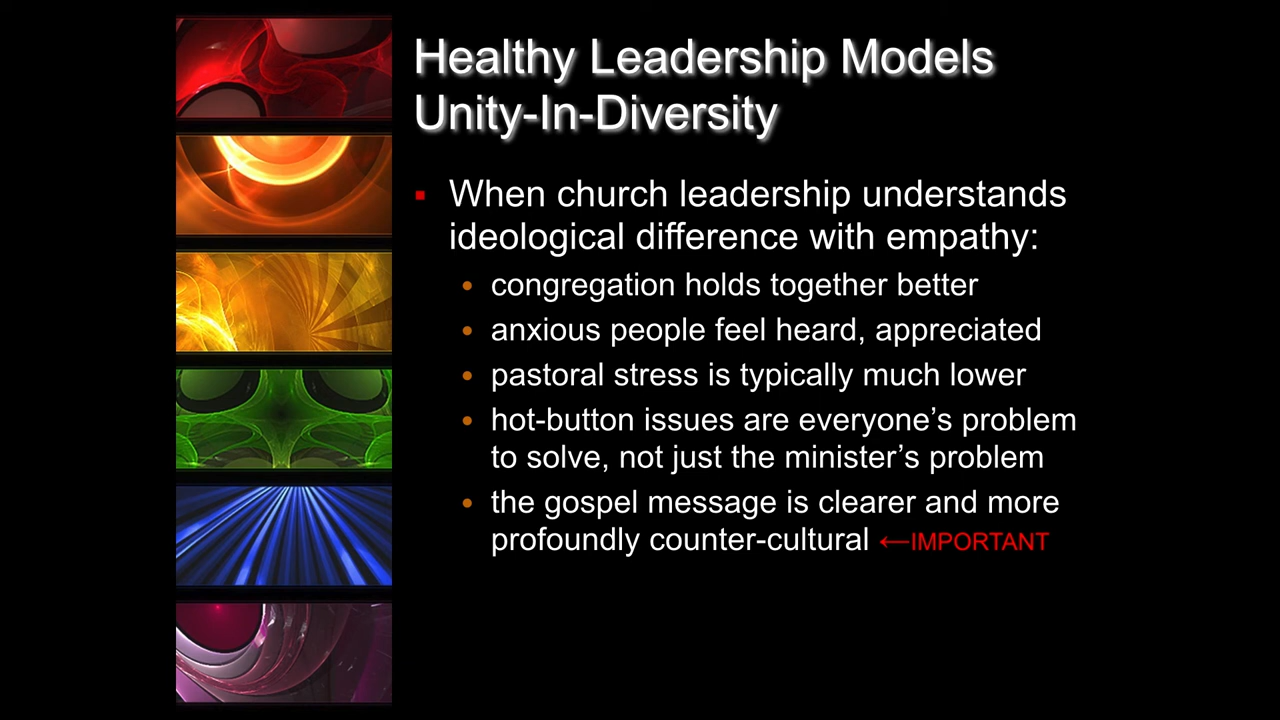 Healthy Leadership Models
Unity-In-Diversity
▪ When church leadership understands
ideological difference with empathy:
• congregation holds together better
• anxious people feel heard, appreciated
• pastoral stress is typically much lower
• hot-button issues are everyone’s problem
to solve, not just the minister’s problem
• the gospel message is clearer and more
profoundly counter-cultural ←IMPORTANT